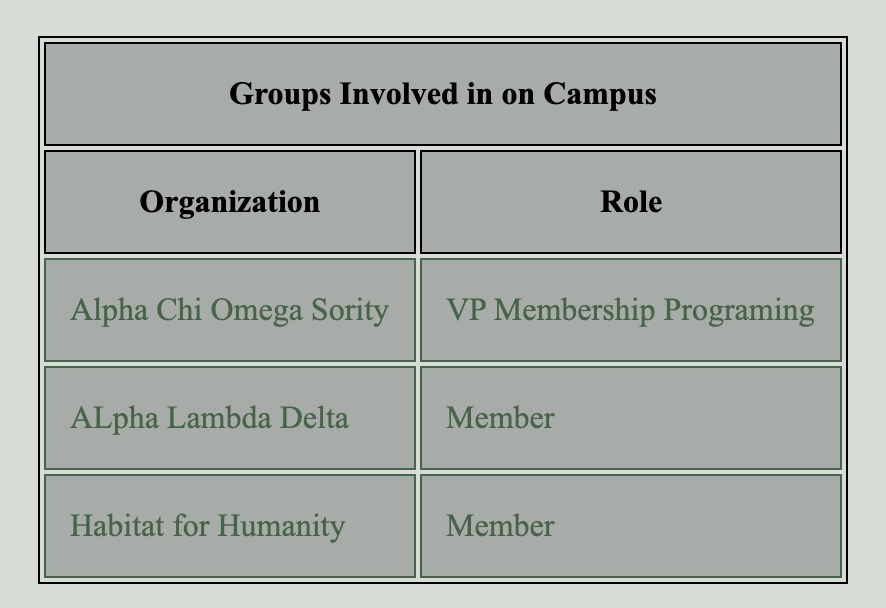 Groups Involved in on Campus
Organization Role
Alpha Chi Omega Sority VP Membership Programing
ALpha Lambda Delta Member
Habitat for Humanity Member